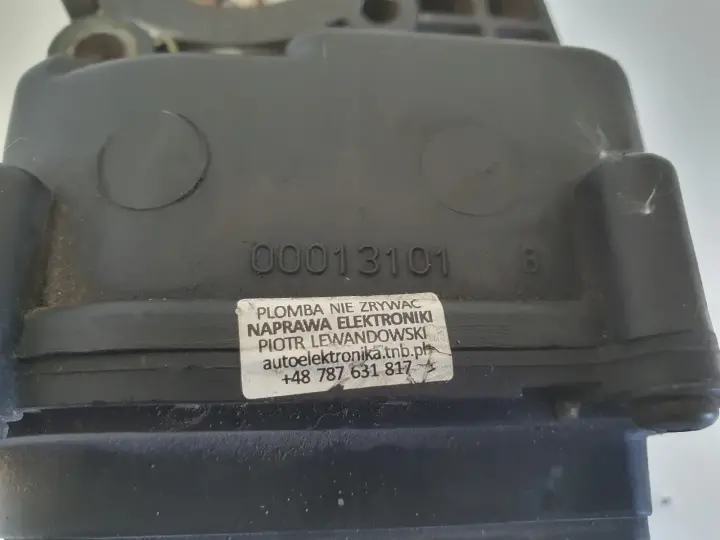 00013101 B
PLOMBA NIE ZRYWAĆ
NAPRAWA ELEKTRONIKI
PIOTR LEWANDOWSKI
autoelektronika.tnb.pl
+48 787 631 817